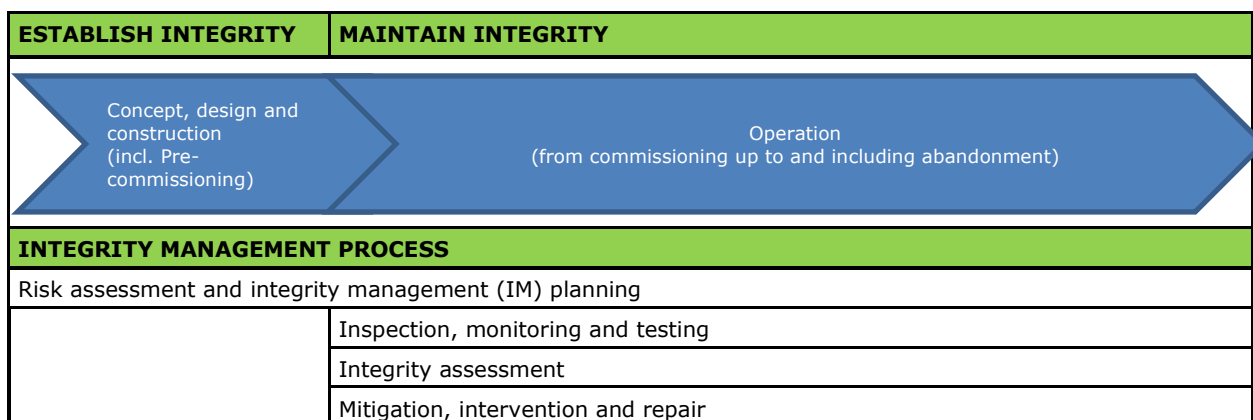 ESTABLISH INTEGRITY
MAINTAIN INTEGRITY
Concept, design and
construction
(incl. Pre-
commissioning)
Operation
(from commissioning up to and including abandonment)
INTEGRITY MANAGEMENT PROCESS
Risk assessment and integrity management (IM) planning
Inspection, monitoring and testing
Integrity assessment
Mitigation, intervention and repair